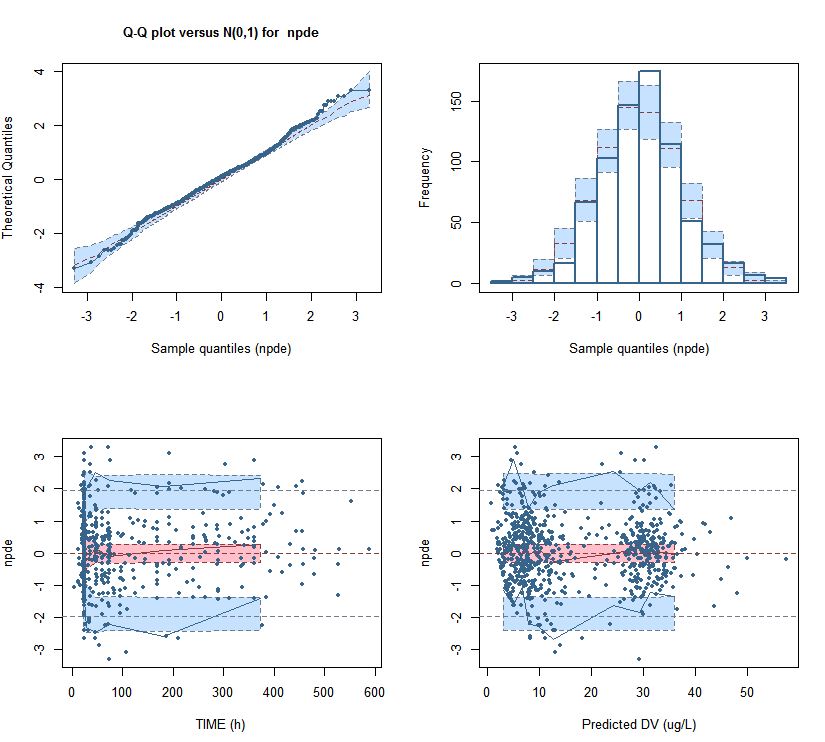 Q-Q plot versus N(0,1) for npde
Theoretical Quantiles
4
2
0
-2
-4
-3 -2 -1 0 1 2 3
Sample quantiles (npde)
Frequency
150
100
50
0
-3 -2 -1 0 1 2 3
Sample quantiles (npde)
npde
3
2
1
0
-1
-2
-3
0 100 200 300 400 500 600
TIME (h)
npde
3
2
1
0
-1
-2
-3
0 10 20 30 40 50
Predicted DV (ug/L)